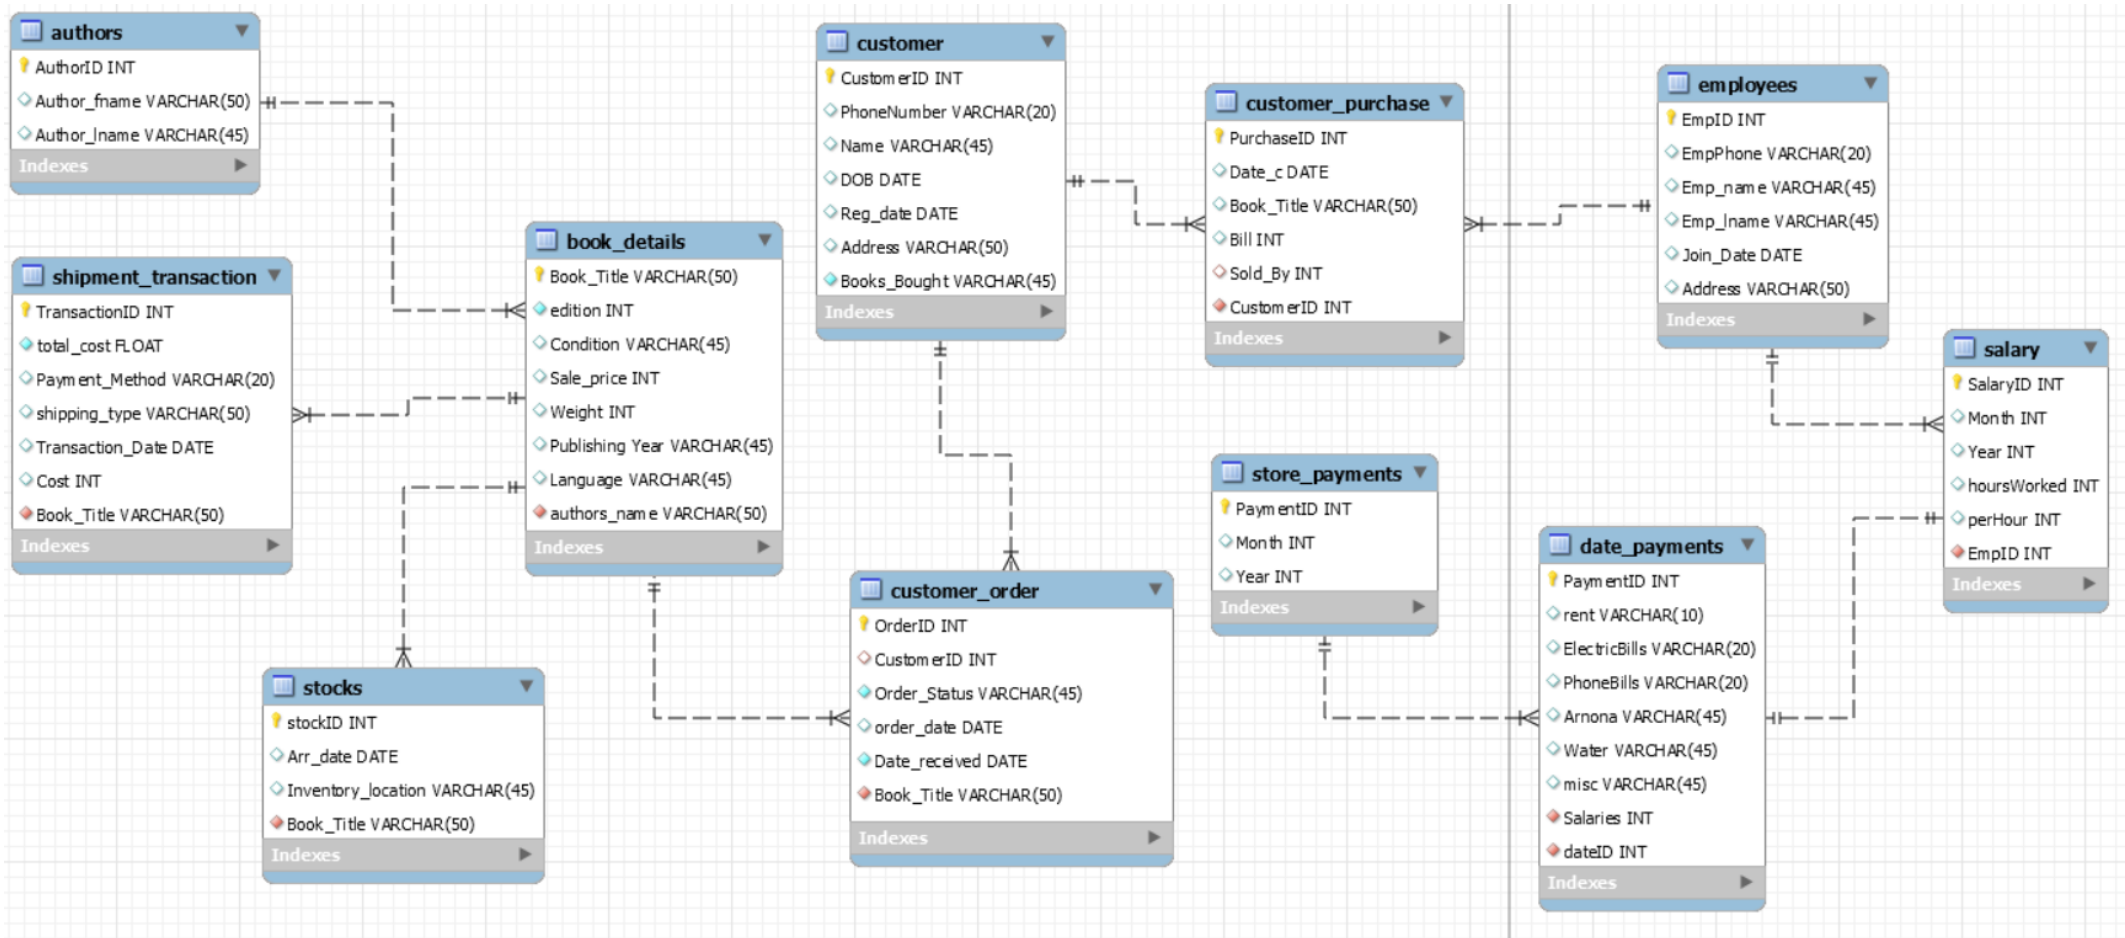 authors
AuthorID INT
Author_fname VARCHAR(50)
Author_lname VARCHAR(45)
Indexes
shipment_transaction
TransactionID INT
total_cost FLOAT
Payment_Method VARCHAR(20)
shipping_type VARCHAR(50)
Transaction_Date DATE
Cost INT
Book_Title VARCHAR(50)
Indexes
book_details
Book_Title VARCHAR(50)
edition INT
Condition VARCHAR(45)
Sale_price INT
Weight INT
Publishing Year VARCHAR(45)
Language VARCHAR(45)
authors_name VARCHAR(50)
Indexes
stocks
stockID INT
Arr_date DATE
Inventory_location VARCHAR(45)
Book_Title VARCHAR(50)
Indexes
customer
CustomerID INT
PhoneNumber VARCHAR(20)
Name VARCHAR(45)
DOB DATE
Reg_date DATE
Address VARCHAR(50)
Books_Bought VARCHAR(45)
Indexes
customer_order
OrderID INT
CustomerID INT
Order_Status VARCHAR(45)
order_date DATE
Date_received DATE
Book_Title VARCHAR(50)
Indexes
customer_purchase
PurchaseID INT
Date_c DATE
Book_Title VARCHAR(50)
Bill INT
Sold_By INT
CustomerID INT
Indexes
store_payments
PaymentID INT
Month INT
Year INT
Indexes
employees
EmpID INT
EmpPhone VARCHAR(20)
Emp_name VARCHAR(45)
Emp_lname VARCHAR(45)
Join_Date DATE
Address VARCHAR(50)
Indexes
date_payments
PaymentID INT
rent VARCHAR(10)
ElectricBills VARCHAR(20)
PhoneBills VARCHAR(20)
Arnona VARCHAR(45)
Water VARCHAR(45)
misc VARCHAR(45)
Salaries INT
dateID INT
Indexes
salary
SalaryID INT
Month INT
Year INT
hoursWorked INT
perHour INT
EmpID INT
Indexes